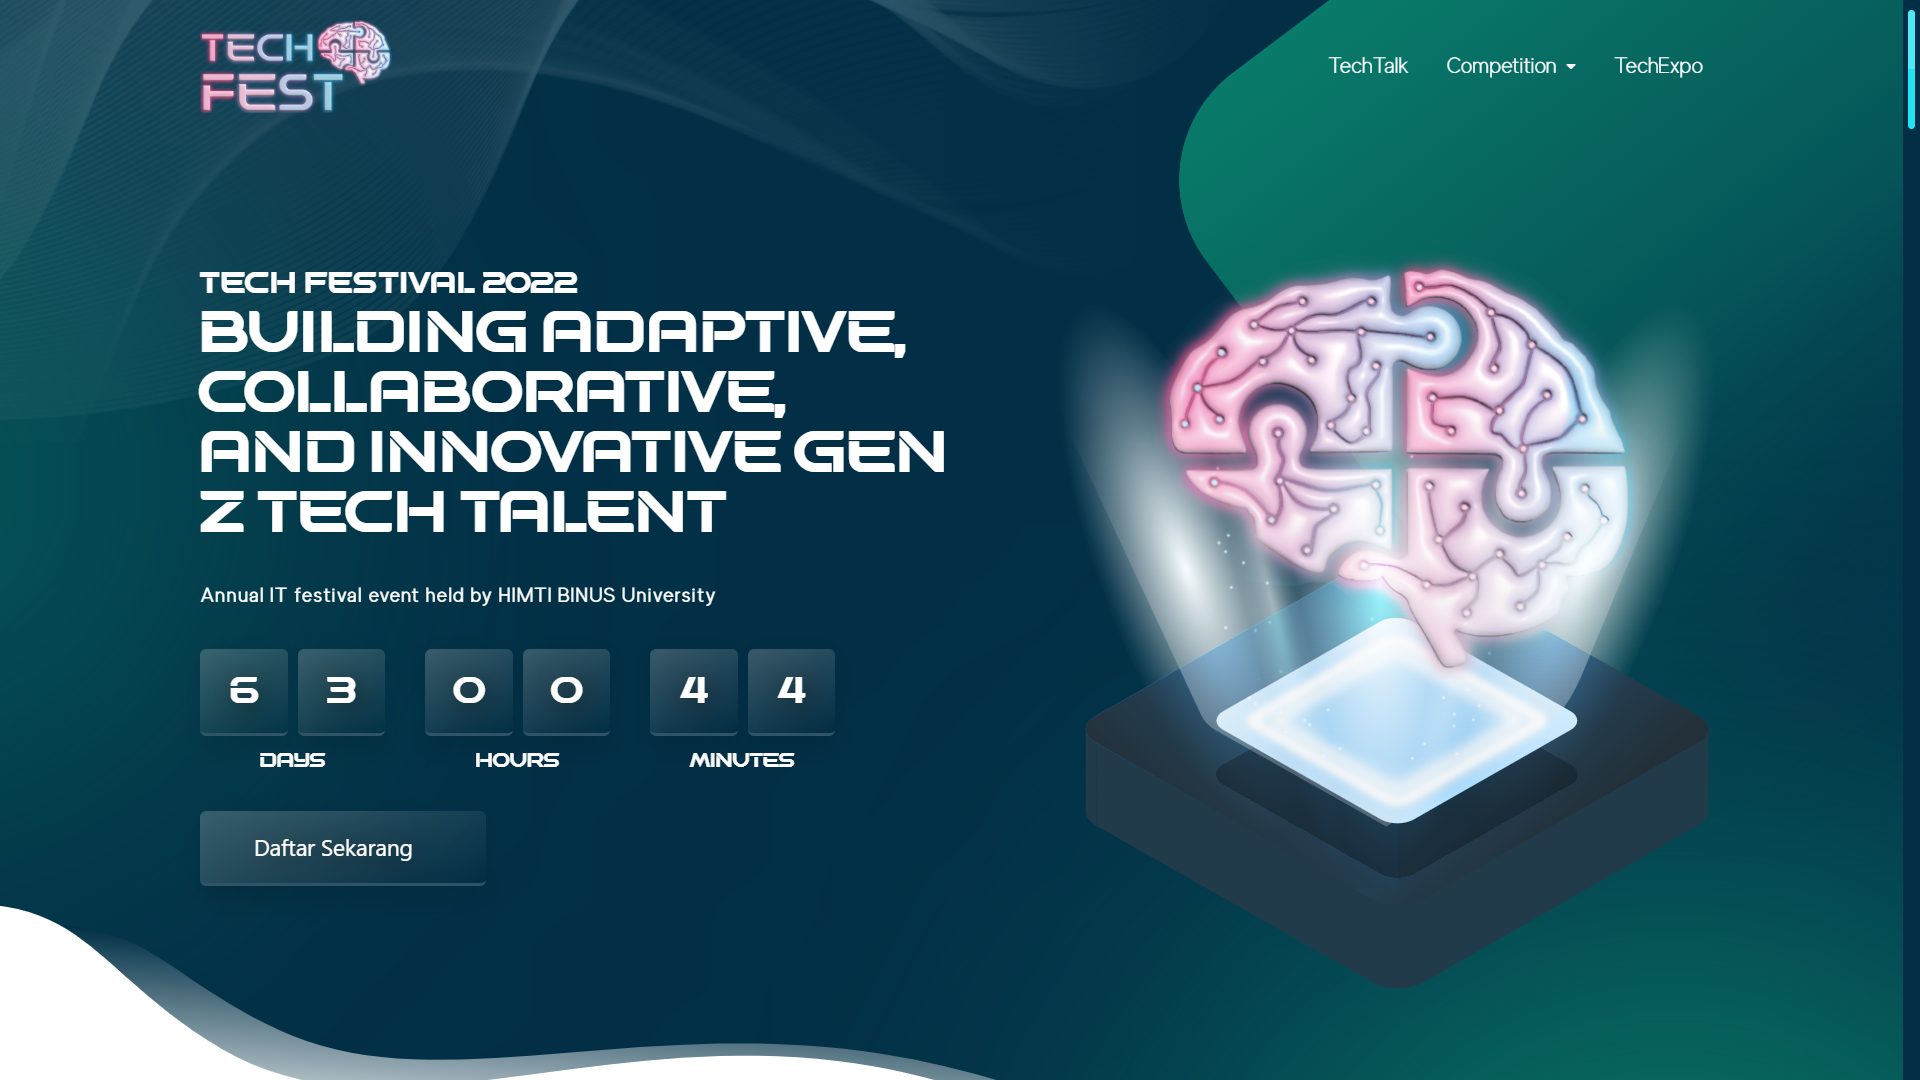 TECH
FEST
TechTalk
Competition
TechExpo
TECH FESTIVAL 2022
BUILDING ADAPTIVE,
COLLABORATIVE,
AND INNOVATIVE GEN
Z TECH TALENT
Annual IT festival event held by HIMTI BINUS University
6 3 0 0 4 4
DAYS HOURS MINUTES
Daftar Sekarang